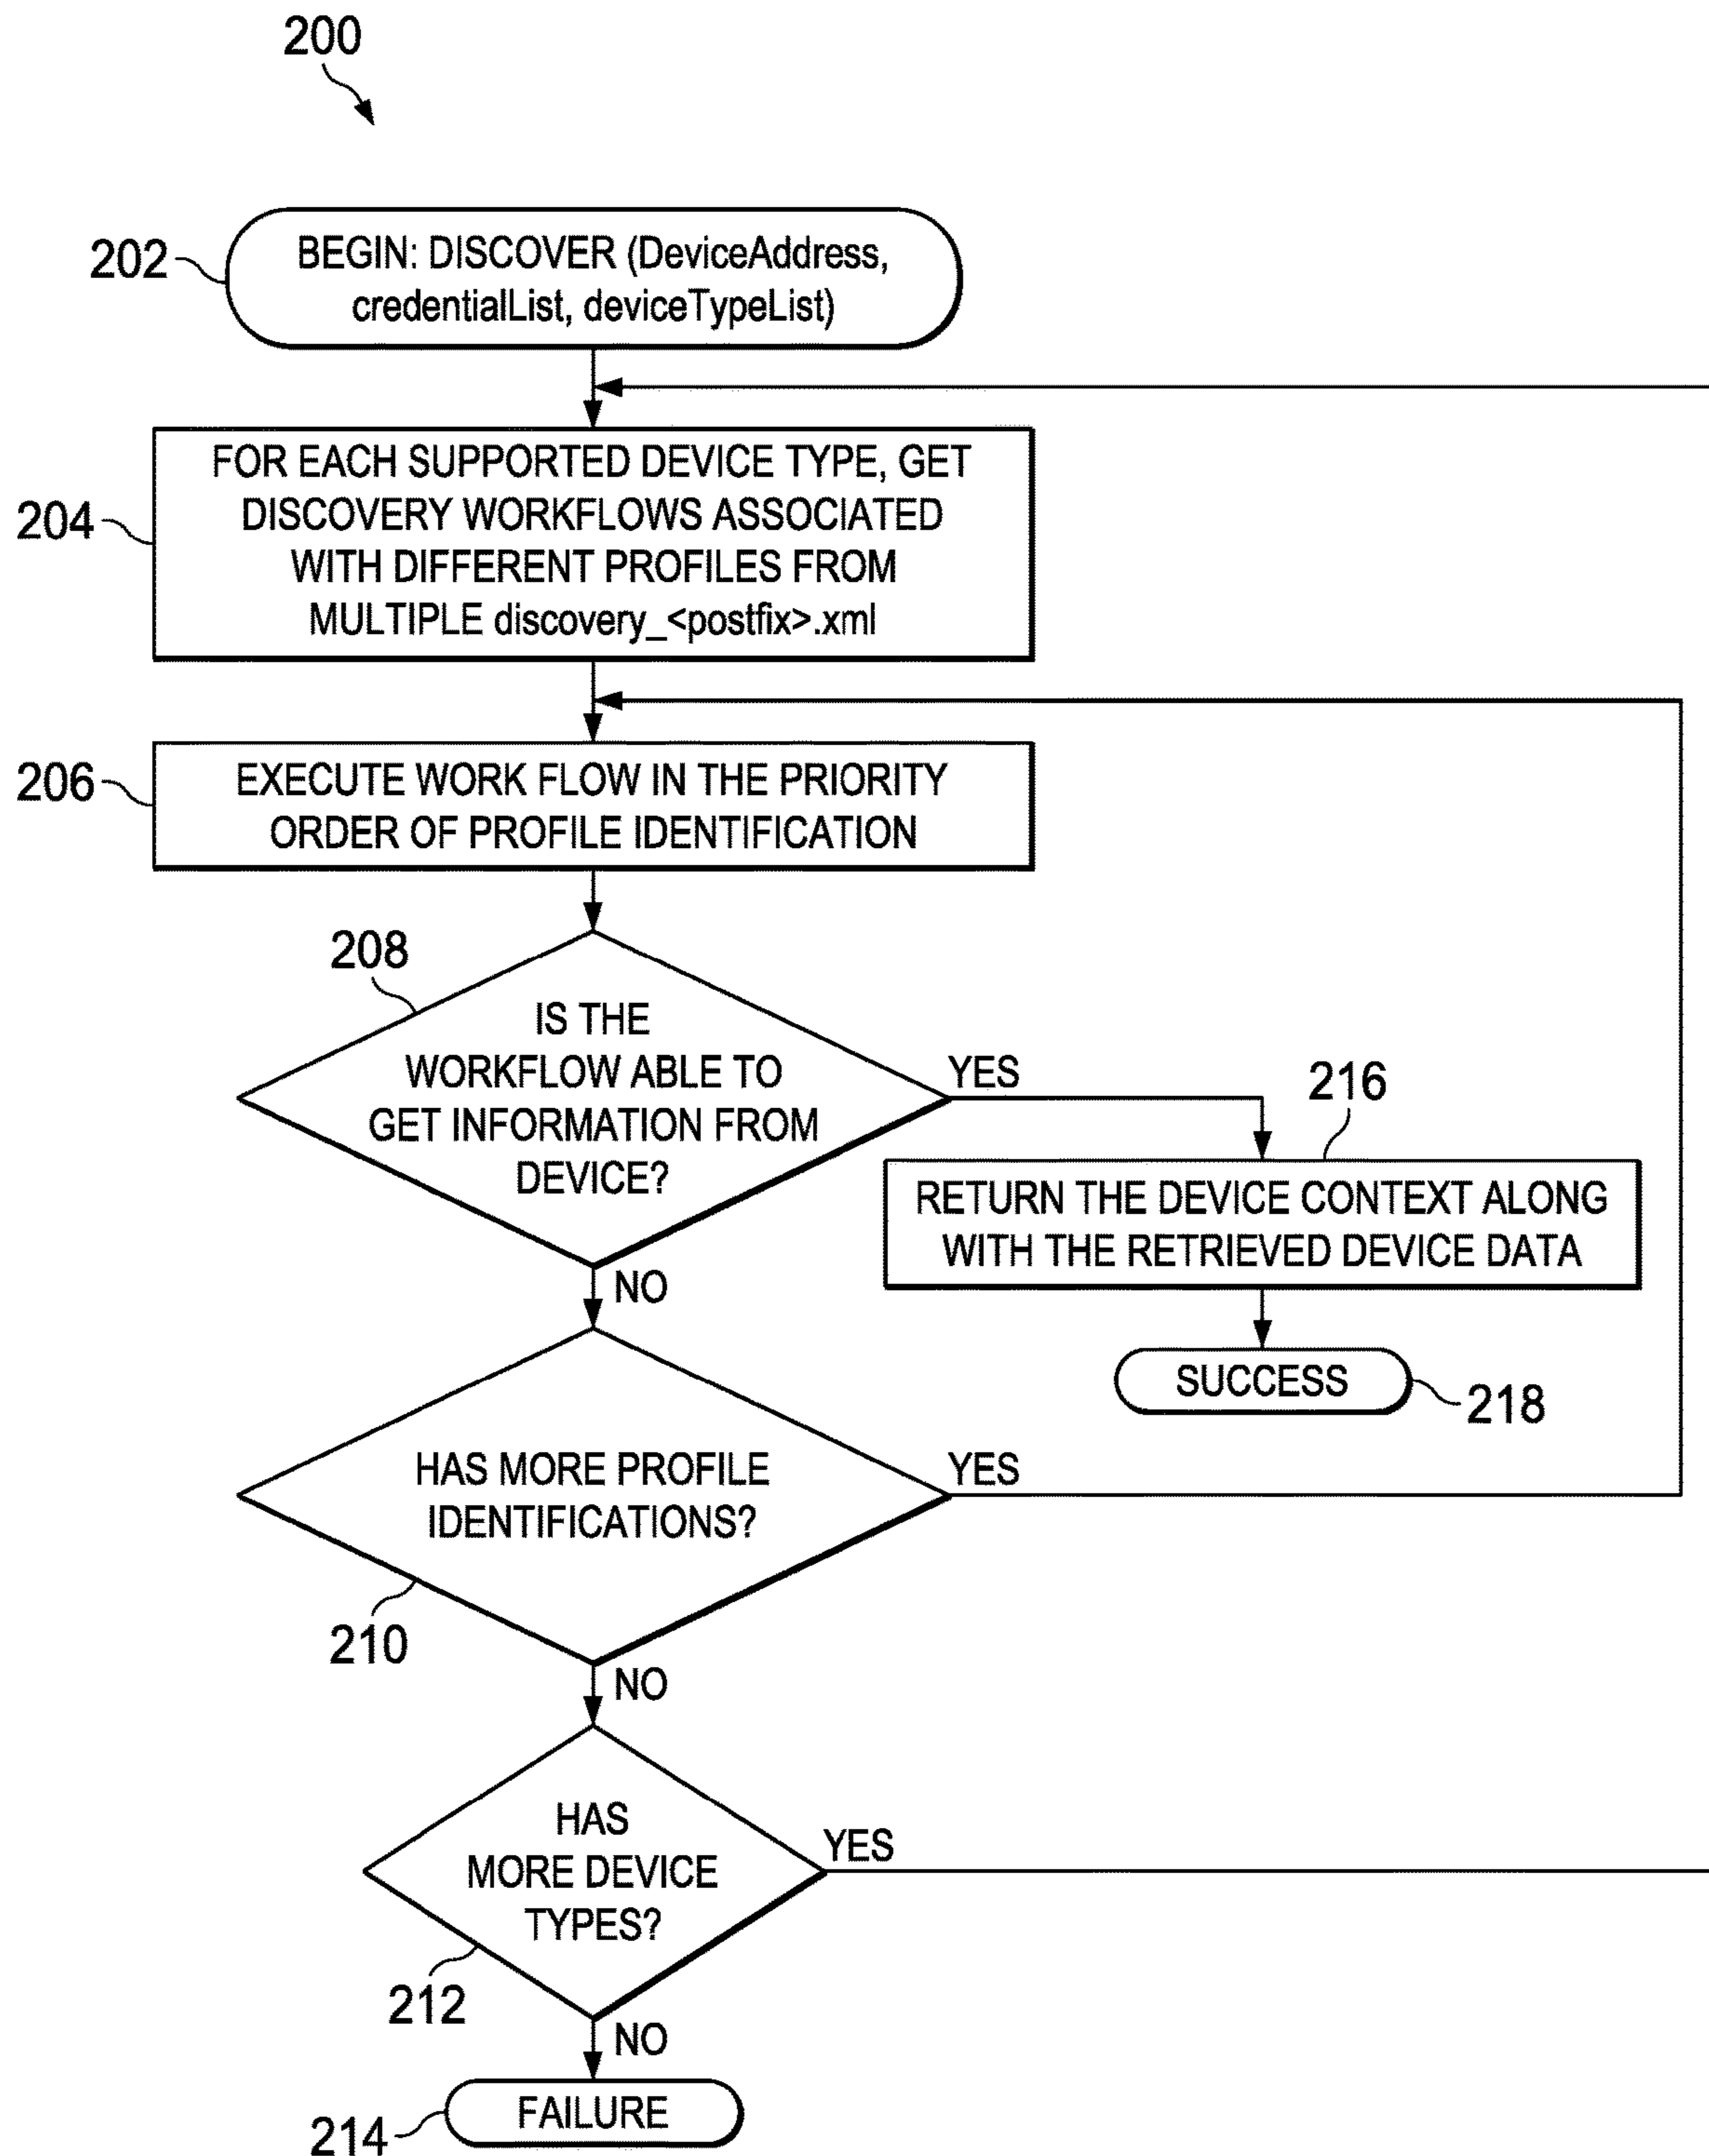 200
202
BEGIN: DISCOVER (DeviceAddress,
credentialList, deviceTypeList)
204
FOR EACH SUPPORTED DEVICE TYPE, GET
DISCOVERY WORKFLOWS ASSOCIATED
WITH DIFFERENT PROFILES FROM
MULTIPLE discovery_<postfix>.xml
206
EXECUTE WORK FLOW IN THE PRIORITY
ORDER OF PROFILE IDENTIFICATION
208
IS THE
WORKFLOW ABLE TO
GET INFORMATION FROM
DEVICE?
YES
216
RETURN THE DEVICE CONTEXT ALONG
WITH THE RETRIEVED DEVICE DATA
SUCCESS
218
NO
HAS MORE PROFILE
IDENTIFICATIONS?
YES
210
NO
HAS
MORE DEVICE
TYPES?
YES
212
NO
FAILURE
214